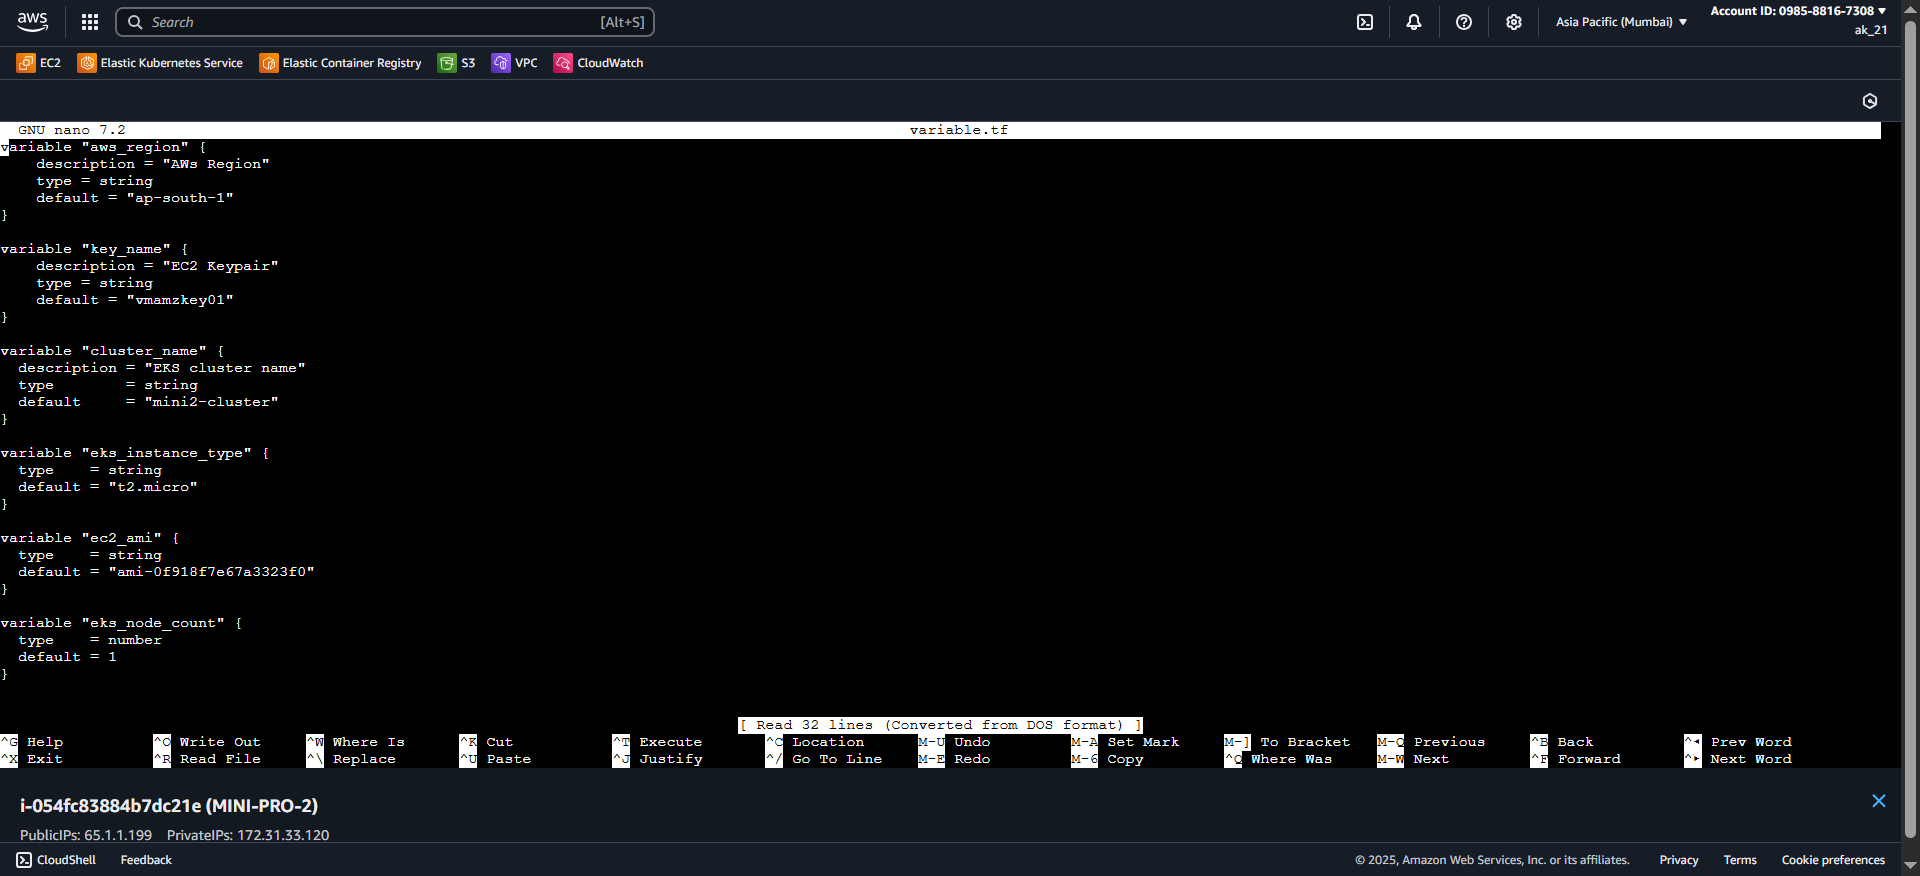 aws
Search [Alt+S]
Asia Pacific (Mumbai)
Account ID: 0985-8816-7308
ak_21
EC2 Elastic Kubernetes Service Elastic Container Registry S3 VPC CloudWatch
GNU nano 7.2 variable.tf
variable "aws_region" {
description = "AWs Region"
type = string
default = "ap-south-1"
}
variable "key_name" {
description = "EC2 Keypair"
type = string
default = "vmamzkey01"
}
variable "cluster_name" {
description = "EKS cluster name"
type = string
default = "mini2-cluster"
}
variable "eks_instance_type" {
type = string
default = "t2.micro"
}
variable "ec2_ami" {
type = string
default = "ami-0f918f7e67a3323f0"
}
variable "eks_node_count" {
type = number
default = 1
}
[ Read 32 lines (Converted from DOS format) ]
^G Help ^O Write Out ^W Where Is ^K Cut ^T Execute ^C Location M-U Undo M-A Set Mark M-] To Bracket M-Q Previous ^B Back ^◂ Prev Word
^X Exit ^R Read File ^\ Replace ^U Paste ^J Justify ^/ Go To Line M-E Redo M-6 Copy ^Q Where Was M-W Next ^F Forward ^▸ Next Word
i-054fc83884b7dc21e (MINI-PRO-2)
PublicIPs: 65.1.1.199 PrivateIPs: 172.31.33.120
CloudShell Feedback © 2025, Amazon Web Services, Inc. or its affiliates. Privacy Terms Cookie preferences